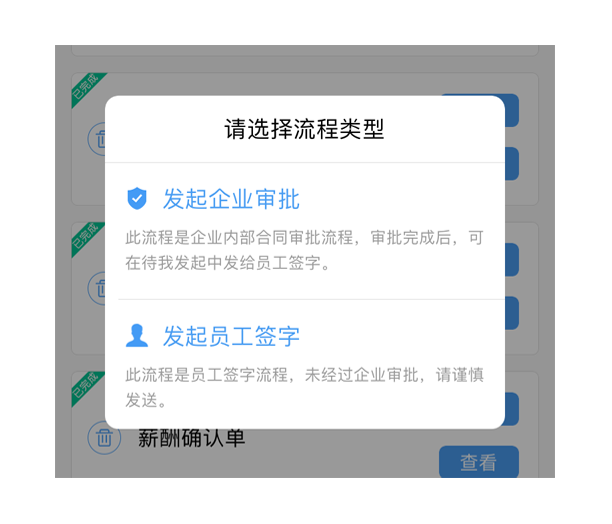 已完成
请选择流程类型
发起企业审批
此流程是企业内部合同审批流程，审批完成后，可
在待我发起中发给员工签字。
已完成
发起员工签字
此流程是员工签字流程，未经过企业审批，请谨慎
发送。
已完成
薪酬确认单
查看